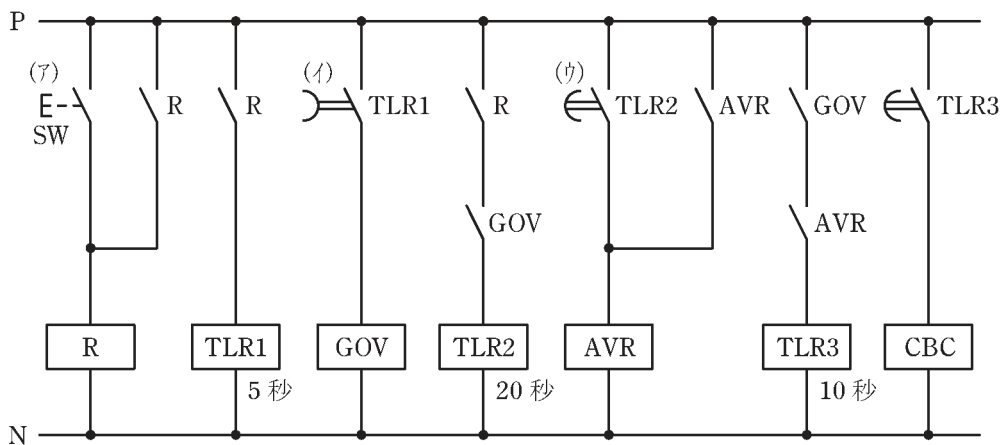 P
(ア) (イ) (ウ)
SW R R TLR1 R TLR2 AVR GOV TLR3
GOV AVR
R TLR1 GOV TLR2 AVR TLR3 CBC
5 秒 20 秒 10 秒
N